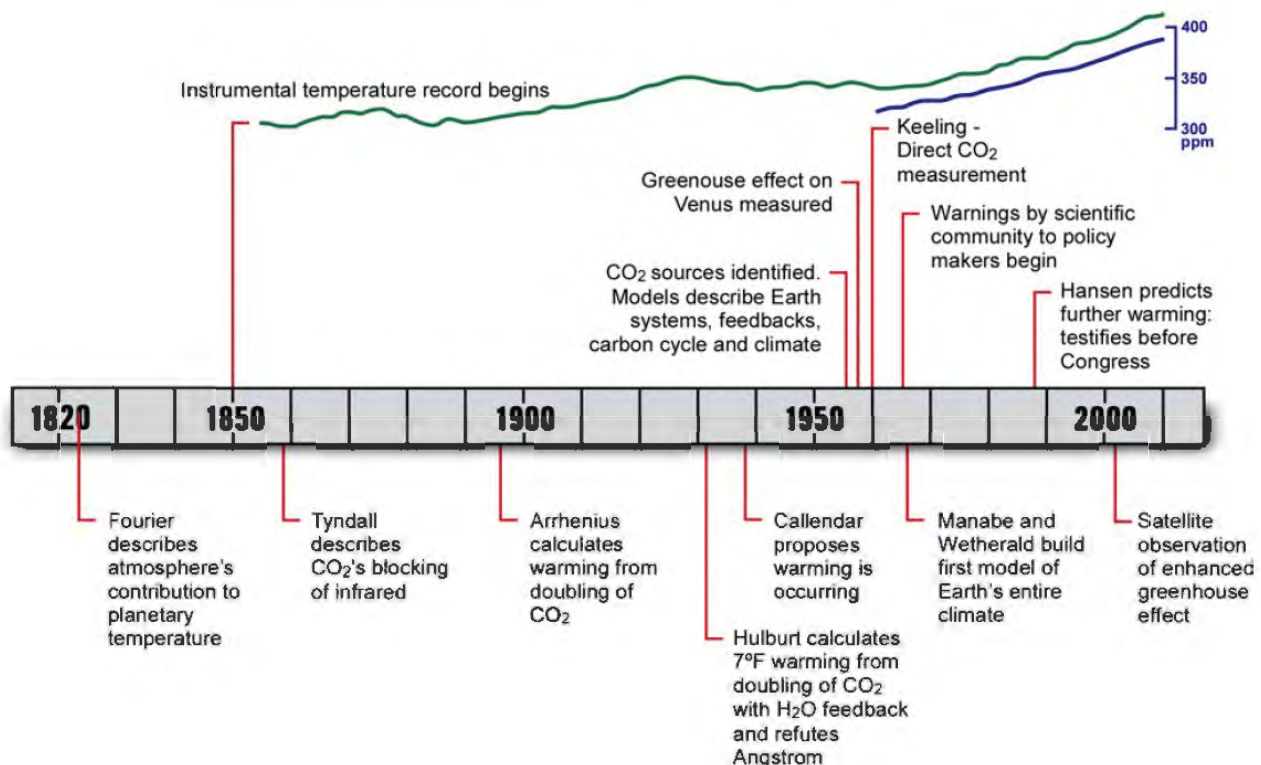 Instrumental temperature record begins
400
350
300
ppm
Keeling -
Direct CO₂
measurement
Greenouse effect on
Venus measured
Warnings by scientific
community to policy
makers begin
CO₂ sources identified.
Models describe Earth
systems, feedbacks,
carbon cycle and climate
Hansen predicts
further warming:
testifies before
Congress
1820
1850
1900
1950
2000
Fourier
describes
atmosphere's
contribution to
planetary
temperature
Tyndall
describes
CO₂'s blocking
of infrared
Arrhenius
calculates
warming from
doubling of
CO₂
Hulburt calculates
7ºF warming from
doubling of CO₂
with H₂O feedback
and refutes
Angstrom
Callendar
proposes
warming is
occurring
Manabe and
Wetherald build
first model of
Earth's entire
climate
Satellite
observation
of enhanced
greenhouse
effect